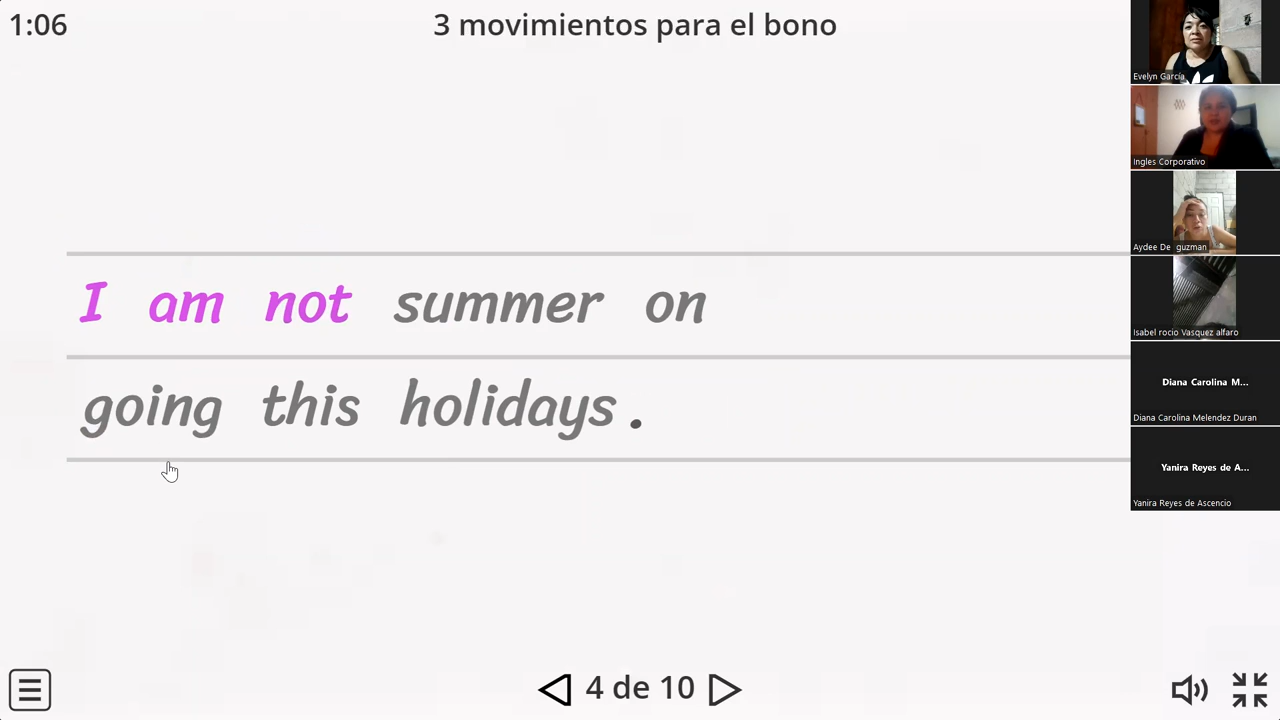 1:06
3 movimientos para el bono
I am not summer on
going this holidays.
4 de 10
Evelyn García
Ingles Corporativo
Aydee De guzman
Isabel rocio Vasquez alfaro
Diana Carolina M...
Diana Carolina Melendez Duran
Yanira Reyes de A...
Yanira Reyes de Ascencio